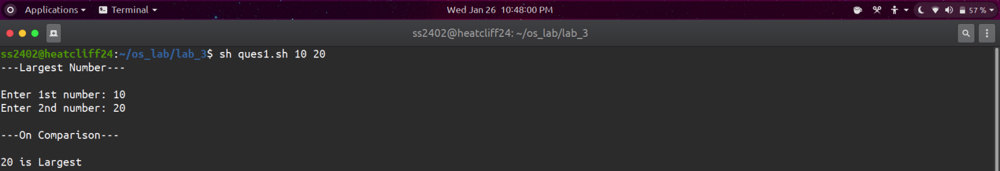 Applications Terminal Wed Jan 26 10:48:00 PM 57 %
ss2402@heatcliff24: ~/os_lab/lab_3
ss2402@heatcliff24:~/os_lab/lab_3$ sh ques1.sh 10 20
---Largest Number---
Enter 1st number: 10
Enter 2nd number: 20
---On Comparison---
20 is Largest